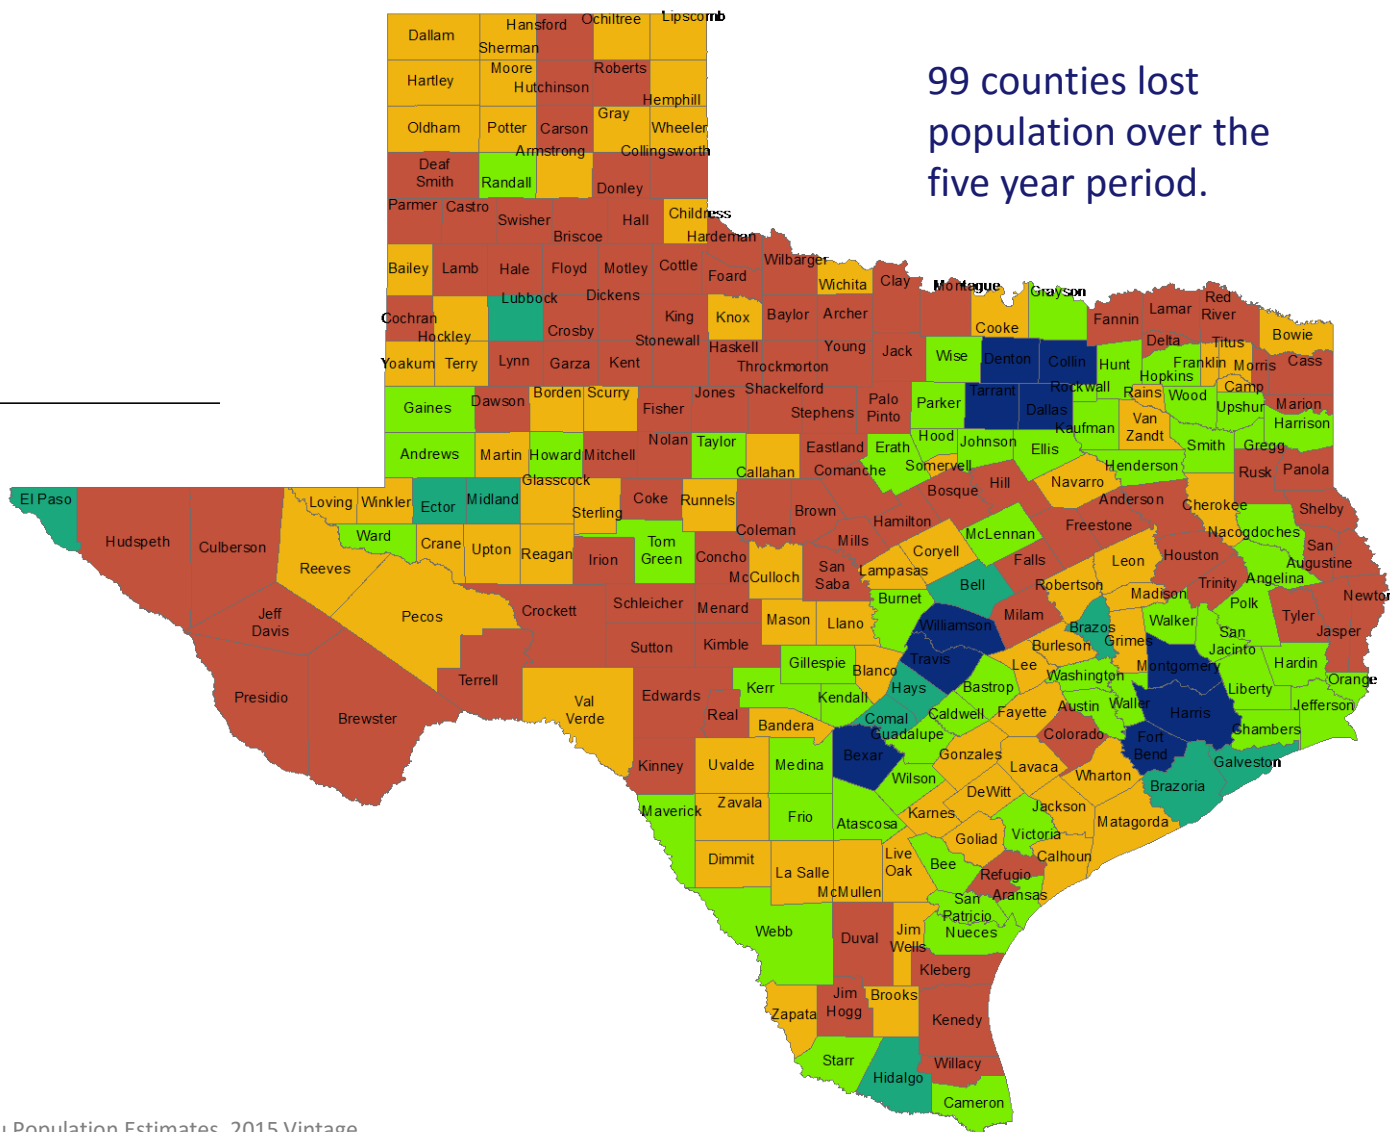 99 counties lost
population over the
five year period.
Dallam
Sherman
Hansford
Ochiltree
Lipscomb
Hartley
Moore
Hutchinson
Roberts
Hemphill
Oldham
Potter
Carson
Gray
Wheeler
Deaf
Smith
Randall
Armstrong
Donley
Collingsworth
Parmer
Castro
Swisher
Briscoe
Hall
Childress
Hardeman
Bailey
Lamb
Hale
Floyd
Motley
Cottle
Foard
Wilbarger
Wichita
Clay
Montague
Cooke
Grayson
Fannin
Lamar
Red
River
Bowie
Cochran
Hockley
Lubbock
Crosby
Dickens
King
Knox
Baylor
Archer
Yoakum
Terry
Lynn
Garza
Kent
Stonewall
Haskell
Throckmorton
Young
Jack
Wise
Denton
Collin
Hunt
Delta
Hopkins
Franklin
Titus
Morris
Cass
Camp
Marion
Gaines
Dawson
Borden
Scurry
Fisher
Jones
Shackelford
Stephens
Palo
Pinto
Parker
Tarrant
Dallas
Rockwall
Kaufman
Rains
Wood
Upshur
Harrison
Van
Zandt
Smith
Gregg
Andrews
Martin
Howard
Mitchell
Nolan
Taylor
Callahan
Eastland
Comanche
Erath
Hood
Somervell
Johnson
Ellis
Henderson
Navarro
Rusk
Panola
El Paso
Hudspeth
Culberson
Loving
Winkler
Ector
Midland
Glasscock
Sterling
Coke
Runnels
Coleman
Brown
Mills
Hamilton
Bosque
Hill
Freestone
Anderson
Cherokee
Nacogdoches
Shelby
Ward
Crane
Upton
Reagan
Irion
Tom
Green
Concho
McCulloch
San
Saba
Lampasas
Coryell
McLennan
Falls
Leon
Houston
Trinity
Angelina
San
Augustine
Reeves
Jeff
Davis
Pecos
Crockett
Schleicher
Menard
Mason
Llano
Burnet
Bell
Milam
Robertson
Madison
Walker
Polk
Tyler
Jasper
Newton
Presidio
Brewster
Terrell
Val
Verde
Sutton
Kimble
Edwards
Real
Kerr
Gillespie
Kendall
Blanco
Williamson
Travis
Hays
Bastrop
Lee
Burleson
Brazos
Grimes
Washington
Montgomery
San
Jacinto
Liberty
Hardin
Orange
Jefferson
Chambers
Kinney
Uvalde
Bandera
Medina
Bexar
Comal
Guadalupe
Caldwell
Fayette
Austin
Waller
Harris
Fort
Bend
Galveston
Brazoria
Colorado
Wharton
Lavaca
Gonzales
Wilson
Maverick
Zavala
Frio
Atascosa
Karnes
DeWitt
Jackson
Matagorda
Victoria
Goliad
Calhoun
Dimmit
La Salle
McMullen
Live
Oak
Bee
Refugio
Aransas
San
Patricio
Nueces
Webb
Duval
Jim
Wells
Kleberg
Zapata
Jim
Hogg
Brooks
Kenedy
Starr
Hidalgo
Willacy
Cameron
Population Estimates, 2015 Vintage